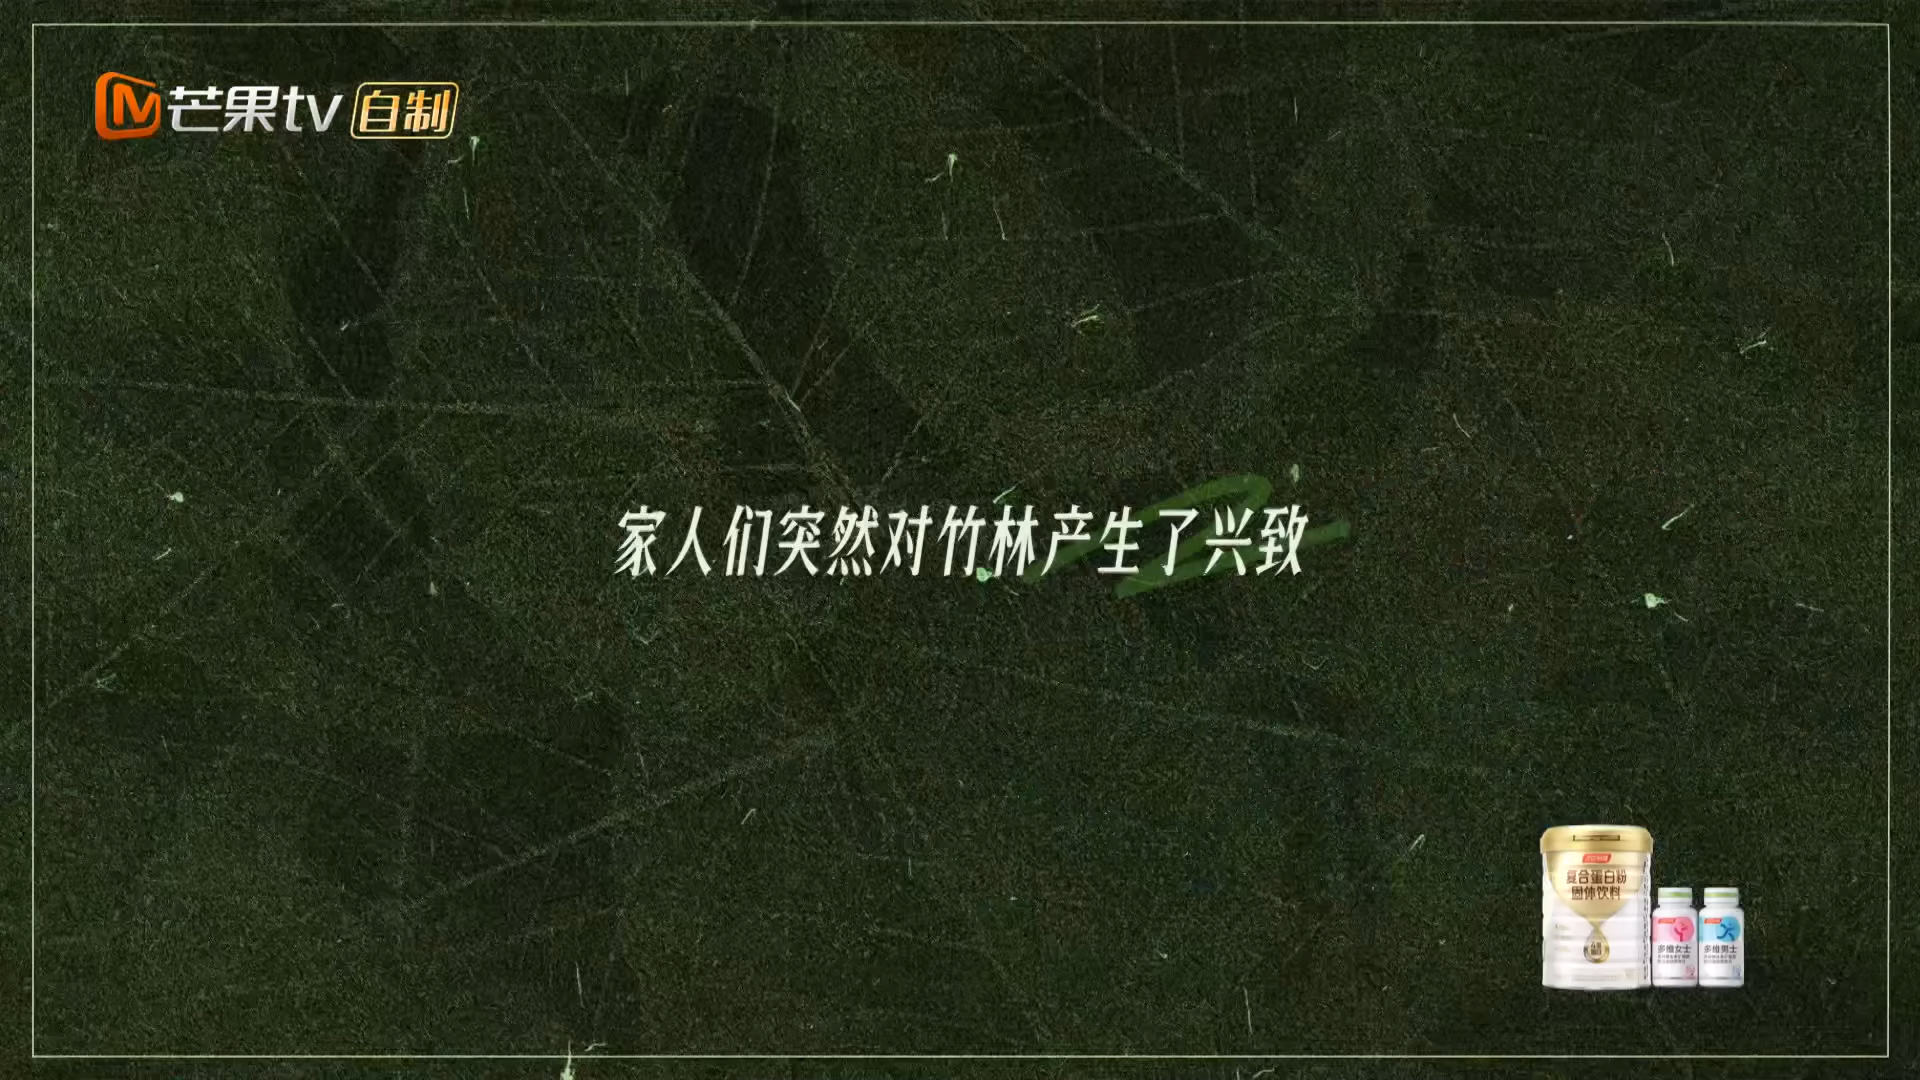 芒果tv 自制
家人们突然对竹林产生了兴致
复合蛋白粉
固体饮料
多维女士
多维男士